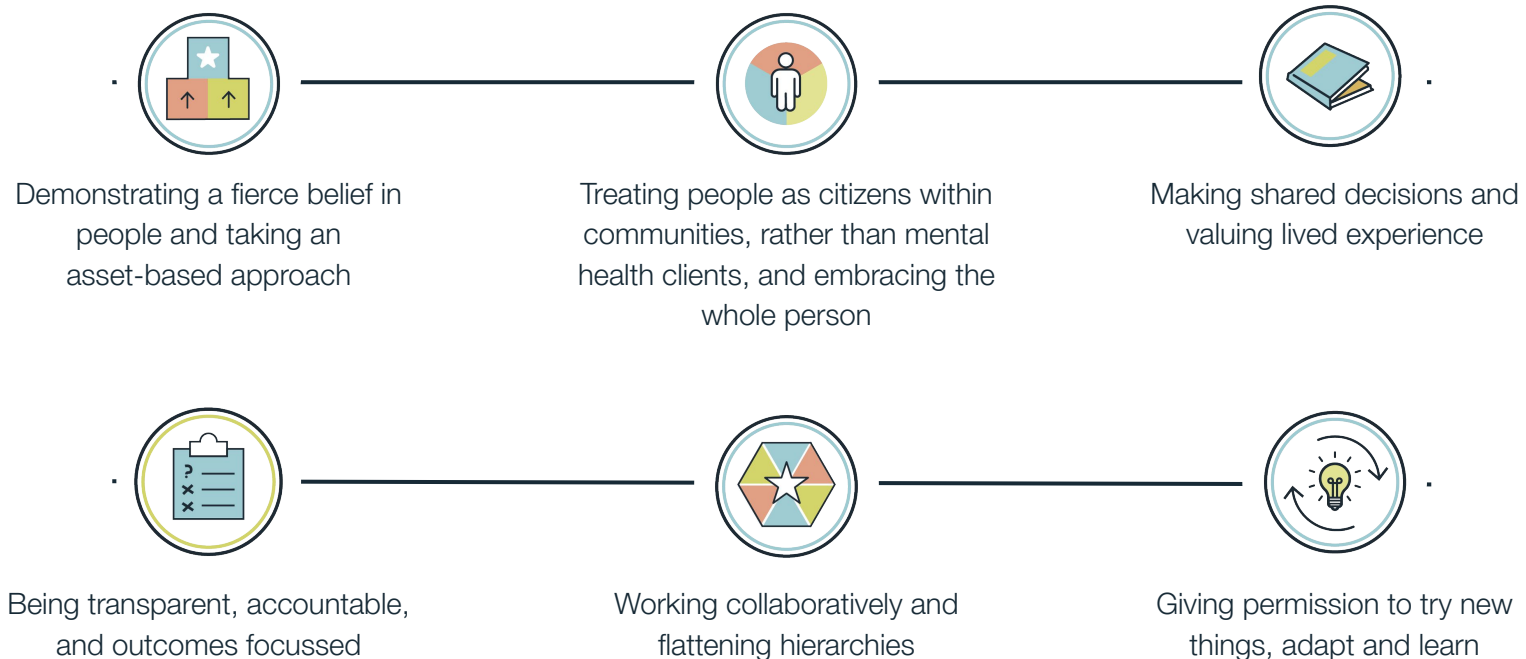 Demonstrating a fierce belief in
people and taking an
asset-based approach
Treating people as citizens within
communities, rather than mental
health clients, and embracing the
whole person
Making shared decisions and
valuing lived experience
?
x
x
Being transparent, accountable,
and outcomes focussed
Working collaboratively and
flattening hierarchies
Giving permission to try new
things, adapt and learn